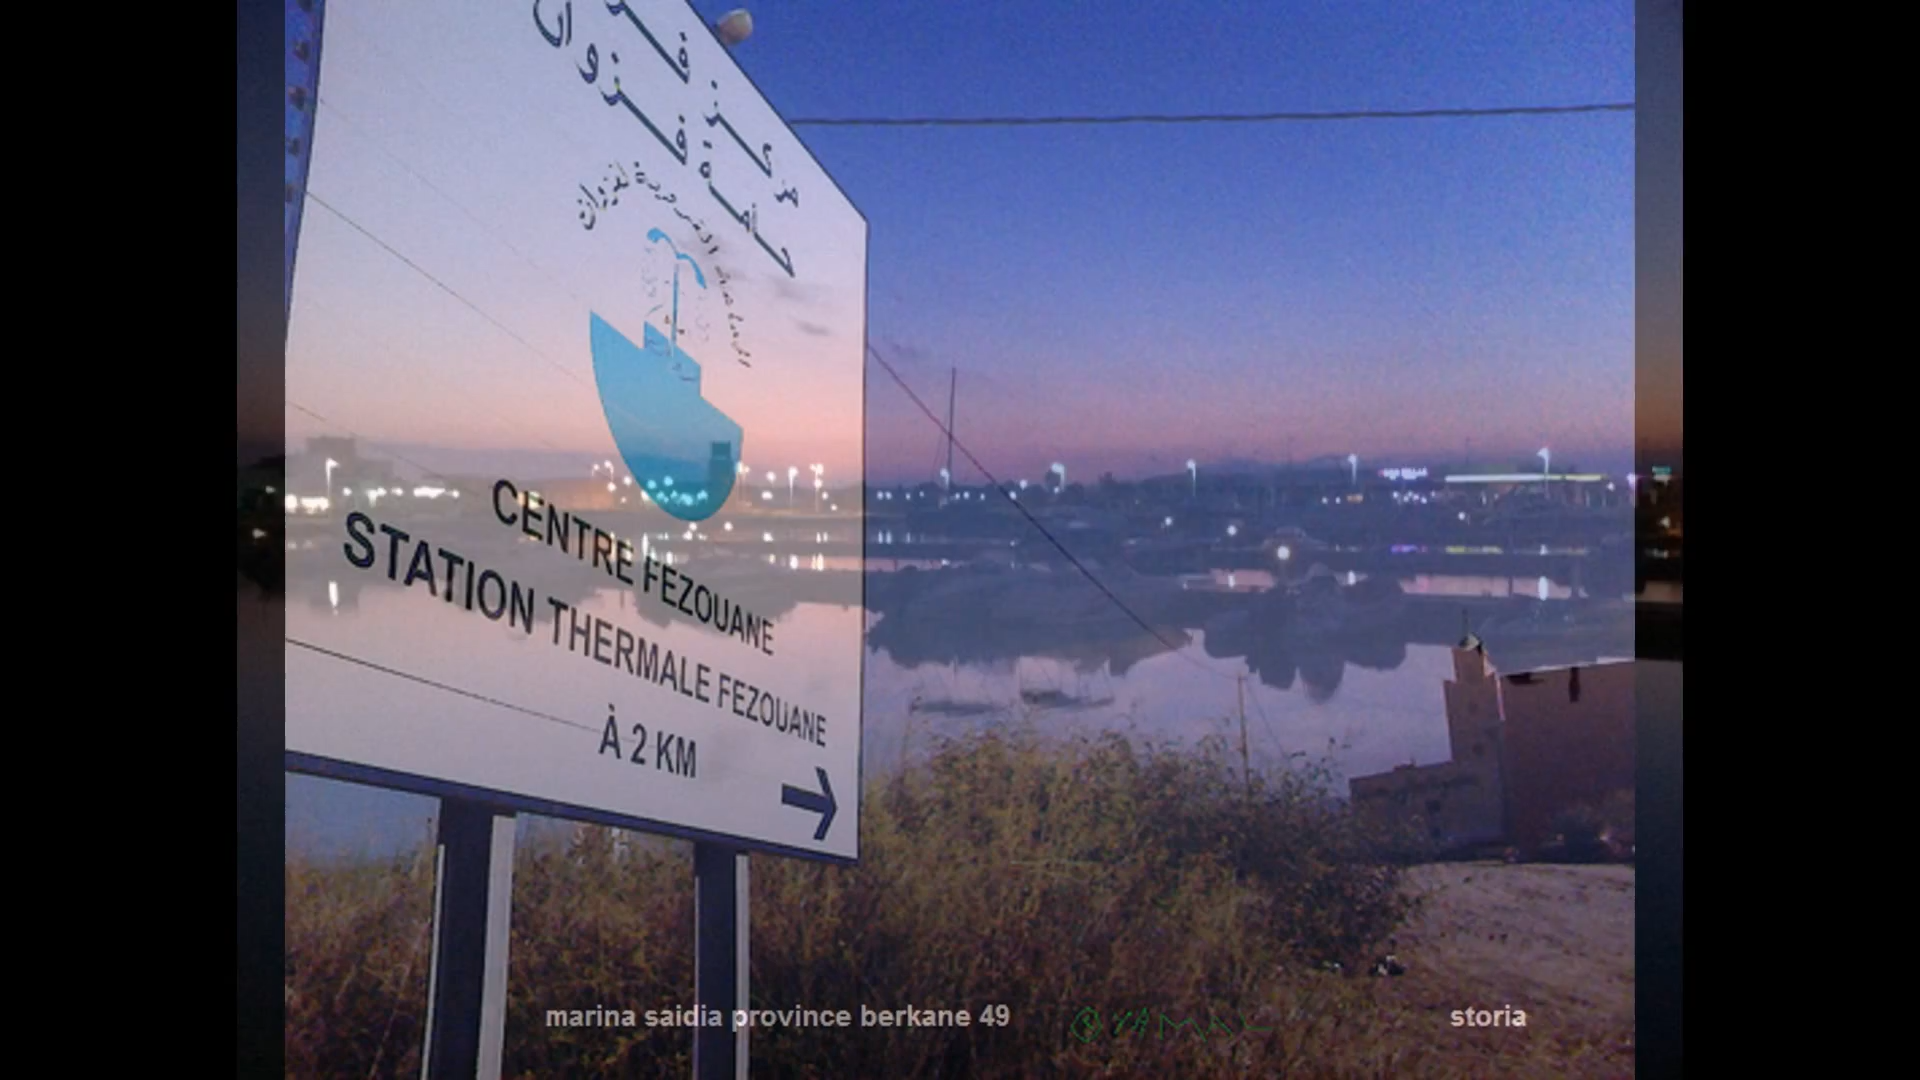 مركز فزوان
حامة فزوان
CENTRE FEZOUANE
STATION THERMALE FEZOUANE
À 2 KM
marina saidia province berkane 49
storia